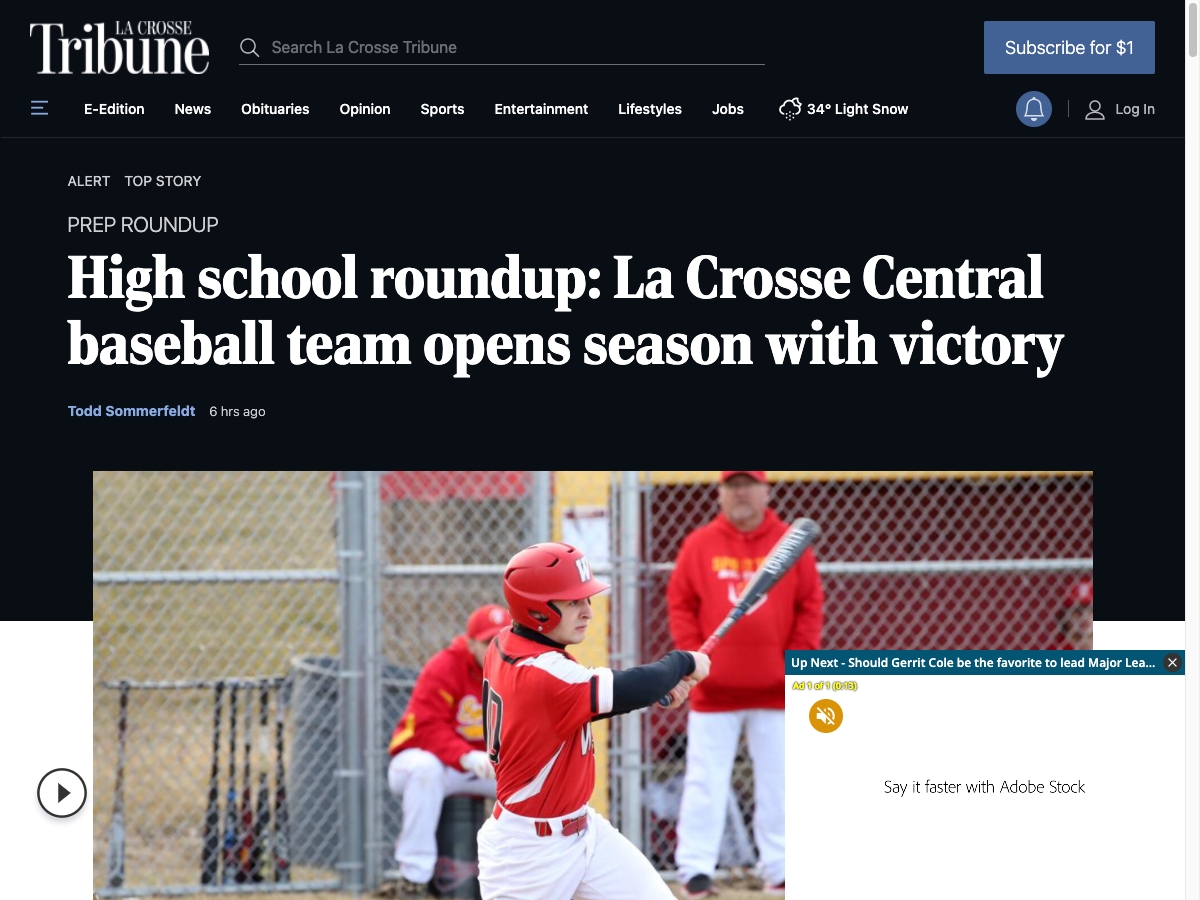 LA CROSSE
Tribune
Search La Crosse Tribune
Subscribe for $1
E-Edition News Obituaries Opinion Sports Entertainment Lifestyles Jobs 34° Light Snow
Log In
ALERT TOP STORY
PREP ROUNDUP
High school roundup: La Crosse Central
baseball team opens season with victory
Todd Sommerfeldt 6 hrs ago
W
10
Up Next - Should Gerrit Cole be the favorite to lead Major Lea...
Ad 1 of 1 (0:13)
Say it faster with Adobe Stock